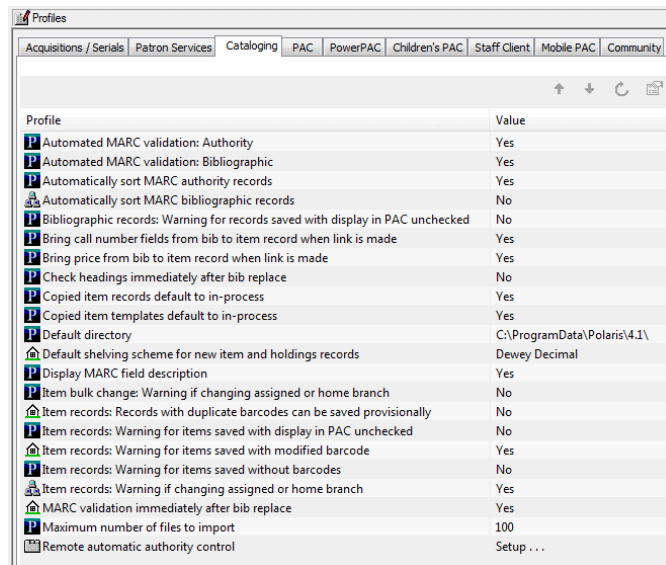 Profiles
Acquisitions / Serials Patron Services Cataloging PAC PowerPAC Children's PAC Staff Client Mobile PAC Community
Profile Value
P Automated MARC validation: Authority Yes
P Automated MARC validation: Bibliographic Yes
P Automatically sort MARC authority records Yes
Automatically sort MARC bibliographic records No
P Bibliographic records: Warning for records saved with display in PAC unchecked No
P Bring call number fields from bib to item record when link is made Yes
P Bring price from bib to item record when link is made Yes
P Check headings immediately after bib replace No
P Copied item records default to in-process Yes
P Copied item templates default to in-process Yes
P Default directory C:\ProgramData\Polaris\4.1\
Default shelving scheme for new item and holdings records Dewey Decimal
P Display MARC field description Yes
P Item bulk change: Warning if changing assigned or home branch No
Item records: Records with duplicate barcodes can be saved provisionally No
P Item records: Warning for items saved with display in PAC unchecked No
Item records: Warning for items saved with modified barcode Yes
P Item records: Warning for items saved without barcodes No
Item records: Warning if changing assigned or home branch Yes
MARC validation immediately after bib replace Yes
P Maximum number of files to import 100
Remote automatic authority control Setup . . .